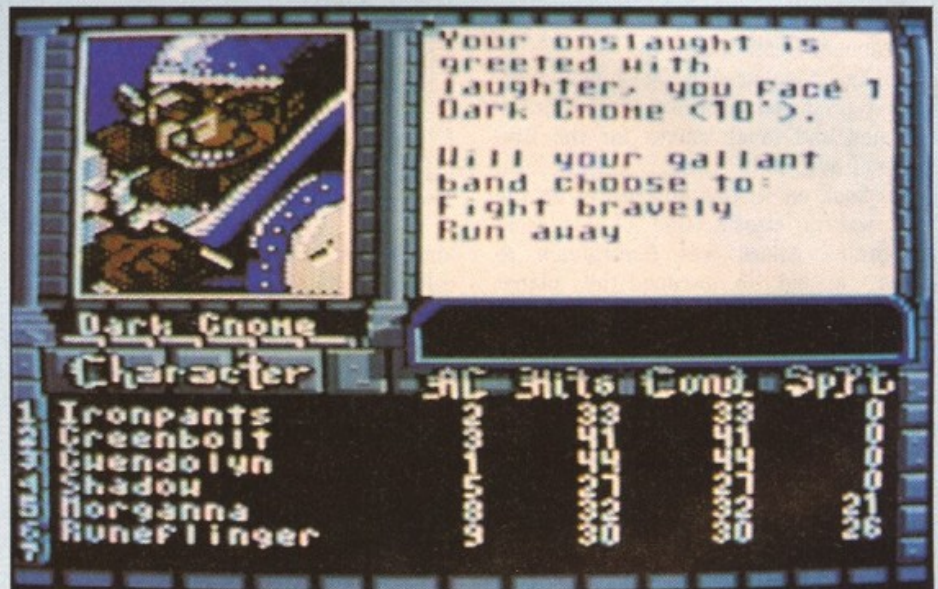 Your onslaught is
greeted with
laughter, you face 1
Dark Gnome <10'>.
Will your gallant
band choose to:
Fight bravely
Run away
Dark Gnome
Character AC Hits Cond SpPt
1 Ironpants 2 33 33 0
2 Greenbolt 3 41 41 0
3 Gwendolyn 1 44 44 0
4 Shadow 5 27 27 0
5 Morganna 8 32 32 21
6 Runeflinger 9 30 30 26
7